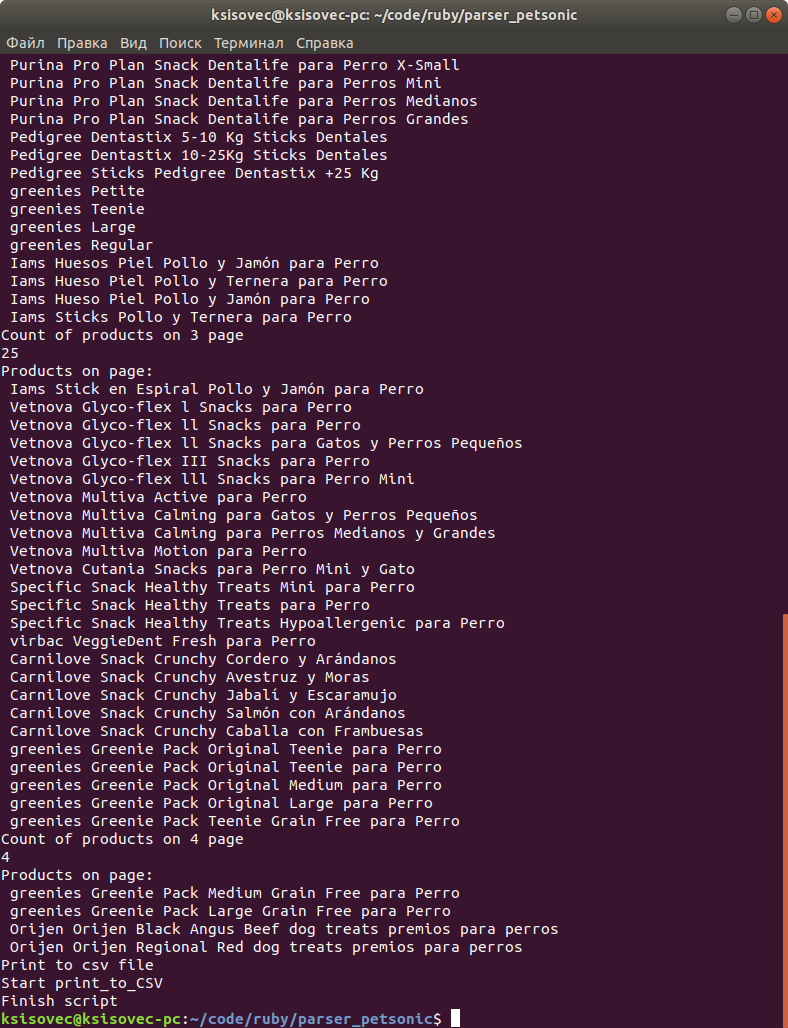 ksisovec@ksisovec-pc: ~/code/ruby/parser_petsonic
Файл Правка Вид Поиск Терминал Справка
Purina Pro Plan Snack Dentalife para Perro X-Small
Purina Pro Plan Snack Dentalife para Perros Mini
Purina Pro Plan Snack Dentalife para Perros Medianos
Purina Pro Plan Snack Dentalife para Perros Grandes
Pedigree Dentastix 5-10 Kg Sticks Dentales
Pedigree Dentastix 10-25Kg Sticks Dentales
Pedigree Sticks Pedigree Dentastix +25 Kg
greenies Petite
greenies Teenie
greenies Large
greenies Regular
Iams Huesos Piel Pollo y Jamón para Perro
Iams Hueso Piel Pollo y Ternera para Perro
Iams Hueso Piel Pollo y Jamón para Perro
Iams Sticks Pollo y Ternera para Perro
Count of products on 3 page
25
Products on page:
Iams Stick en Espiral Pollo y Jamón para Perro
Vetnova Glyco-flex l Snacks para Perro
Vetnova Glyco-flex ll Snacks para Perro
Vetnova Glyco-flex ll Snacks para Gatos y Perros Pequeños
Vetnova Glyco-flex III Snacks para Perro
Vetnova Glyco-flex lll Snacks para Perro Mini
Vetnova Multiva Active para Perro
Vetnova Multiva Calming para Gatos y Perros Pequeños
Vetnova Multiva Calming para Perros Medianos y Grandes
Vetnova Multiva Motion para Perro
Vetnova Cutania Snacks para Perro Mini y Gato
Specific Snack Healthy Treats Mini para Perro
Specific Snack Healthy Treats para Perro
Specific Snack Healthy Treats Hypoallergenic para Perro
virbac VeggieDent Fresh para Perro
Carnilove Snack Crunchy Cordero y Arándanos
Carnilove Snack Crunchy Avestruz y Moras
Carnilove Snack Crunchy Jabalí y Escaramujo
Carnilove Snack Crunchy Salmón con Arándanos
Carnilove Snack Crunchy Caballa con Frambuesas
greenies Greenie Pack Original Teenie para Perro
greenies Greenie Pack Original Teenie para Perro
greenies Greenie Pack Original Medium para Perro
greenies Greenie Pack Original Large para Perro
greenies Greenie Pack Teenie Grain Free para Perro
Count of products on 4 page
4
Products on page:
greenies Greenie Pack Medium Grain Free para Perro
greenies Greenie Pack Large Grain Free para Perro
Orijen Orijen Black Angus Beef dog treats premios para perros
Orijen Orijen Regional Red dog treats premios para perros
Print to csv file
Start print_to_CSV
Finish script
ksisovec@ksisovec-pc:~/code/ruby/parser_petsonic$